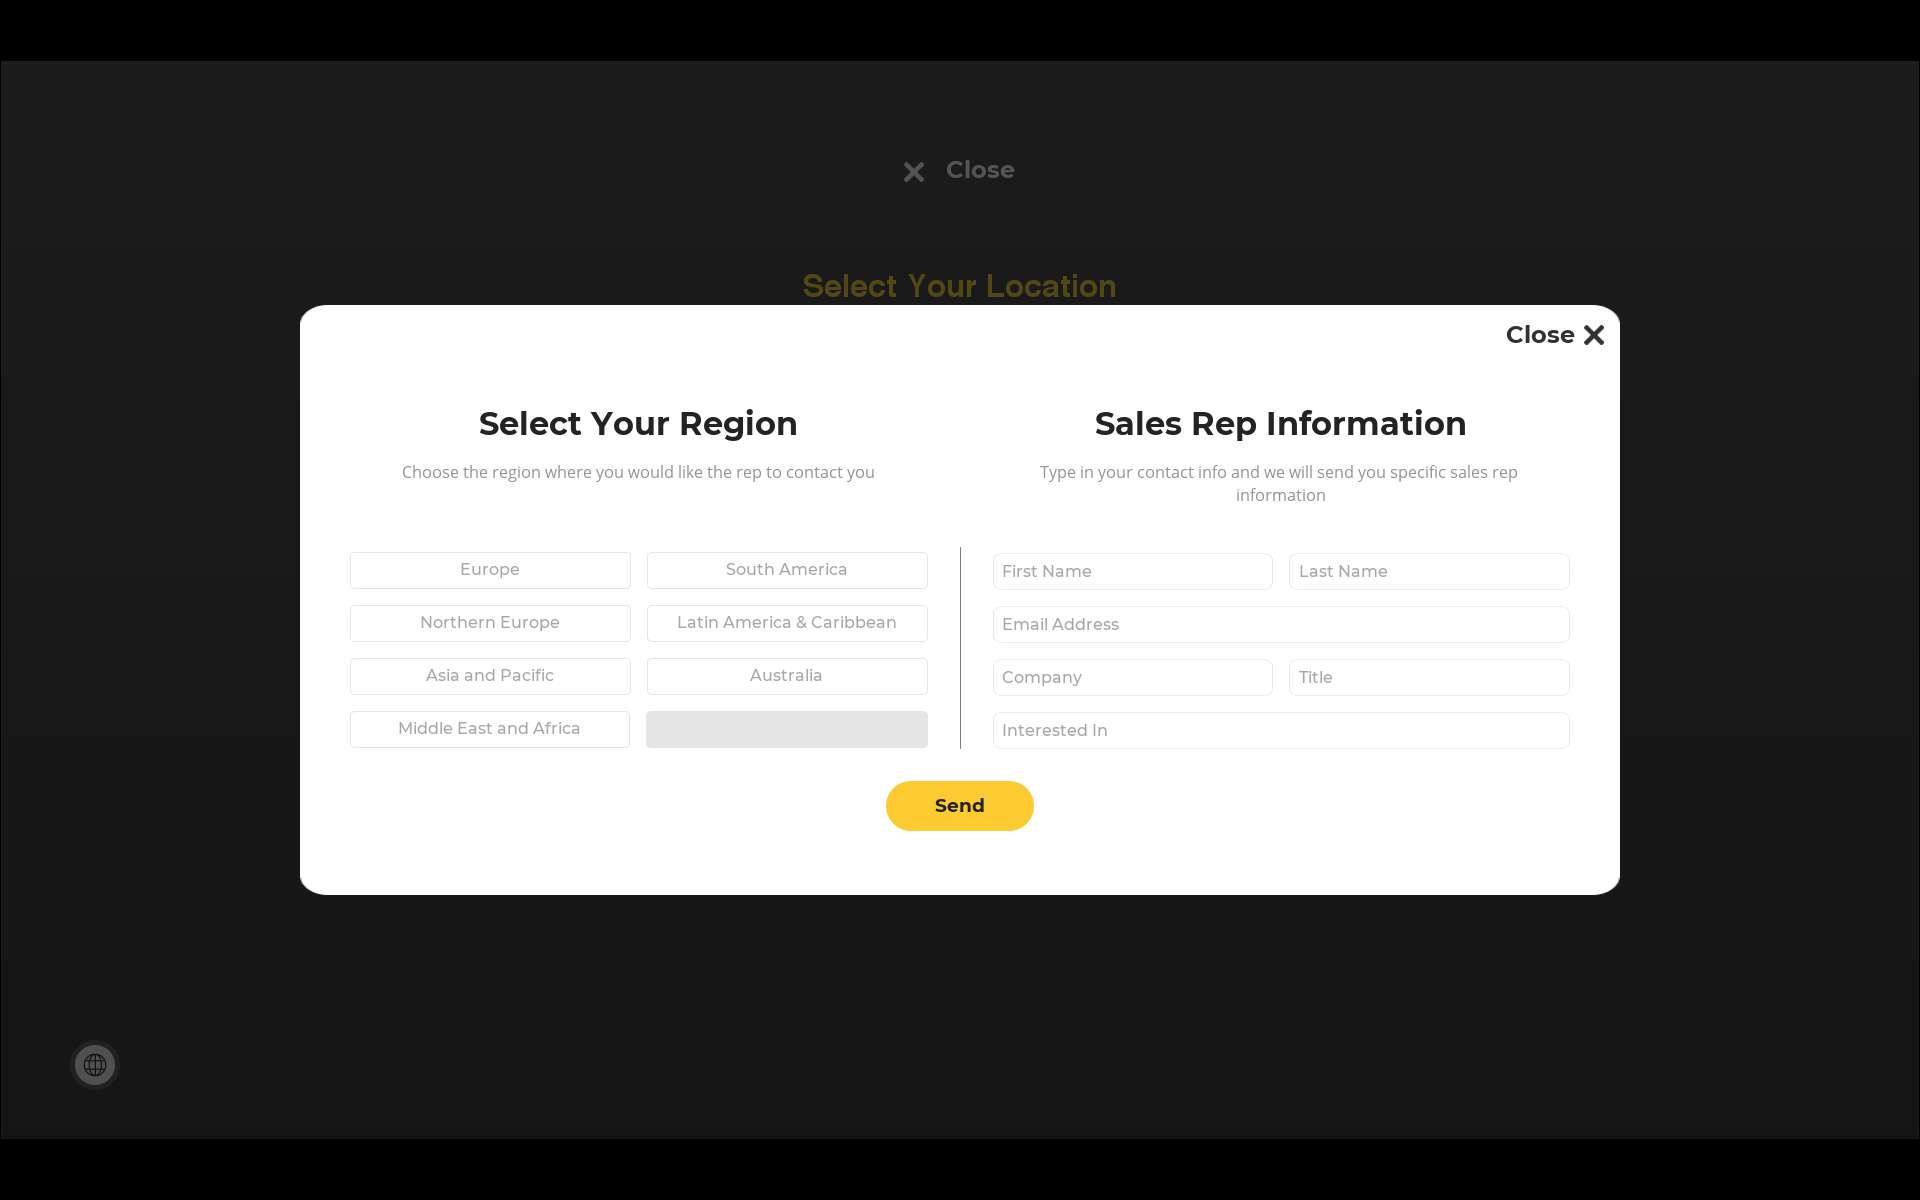 Close
Select Your Location
Close
Select Your Region
Choose the region where you would like the rep to contact you
Europe
South America
Northern Europe
Latin America & Caribbean
Asia and Pacific
Australia
Middle East and Africa
Sales Rep Information
Type in your contact info and we will send you specific sales rep
information
First Name
Last Name
Email Address
Company
Title
Interested In
Send